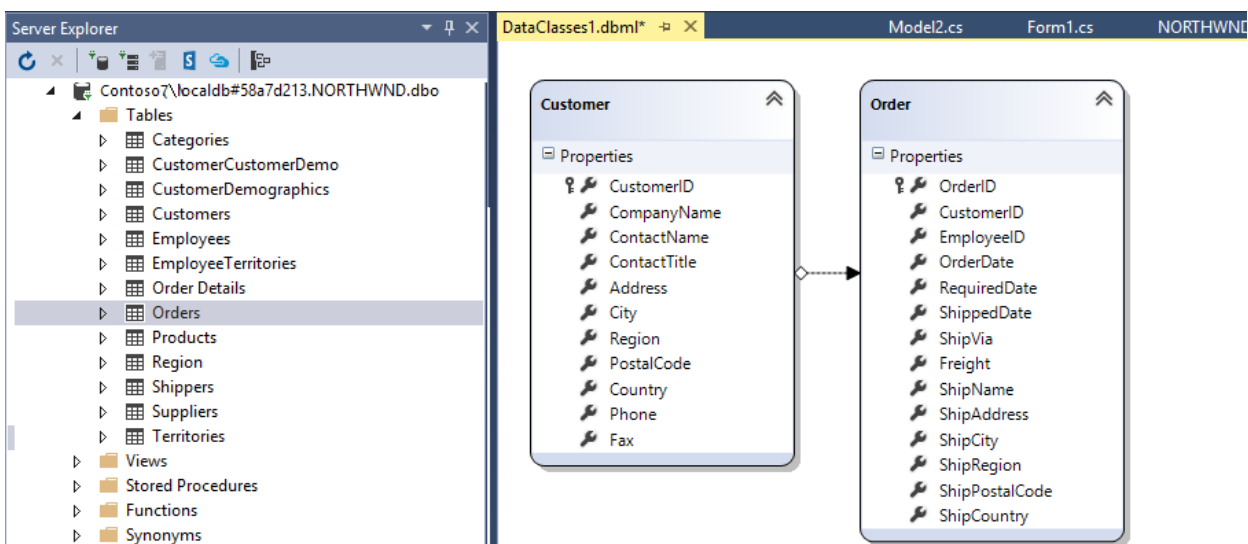 Server Explorer
Contoso7\localdb#58a7d213.NORTHWND.dbo
Tables
Categories
CustomerCustomerDemo
CustomerDemographics
Customers
Employees
EmployeeTerritories
Order Details
Orders
Products
Region
Shippers
Suppliers
Territories
Views
Stored Procedures
Functions
Synonyms
DataClasses1.dbml*
Model2.cs
Form1.cs
NORTHWND
Customer
Properties
CustomerID
CompanyName
ContactName
ContactTitle
Address
City
Region
PostalCode
Country
Phone
Fax
Order
Properties
OrderID
CustomerID
EmployeeID
OrderDate
RequiredDate
ShippedDate
ShipVia
Freight
ShipName
ShipAddress
ShipCity
ShipRegion
ShipPostalCode
ShipCountry